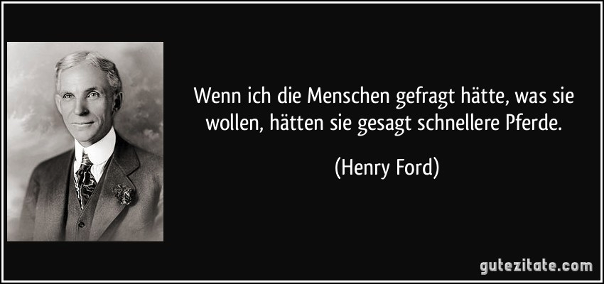 Wenn ich die Menschen gefragt hätte, was sie
wollen, hätten sie gesagt schnellere Pferde.
(Henry Ford)
gutezitate.com